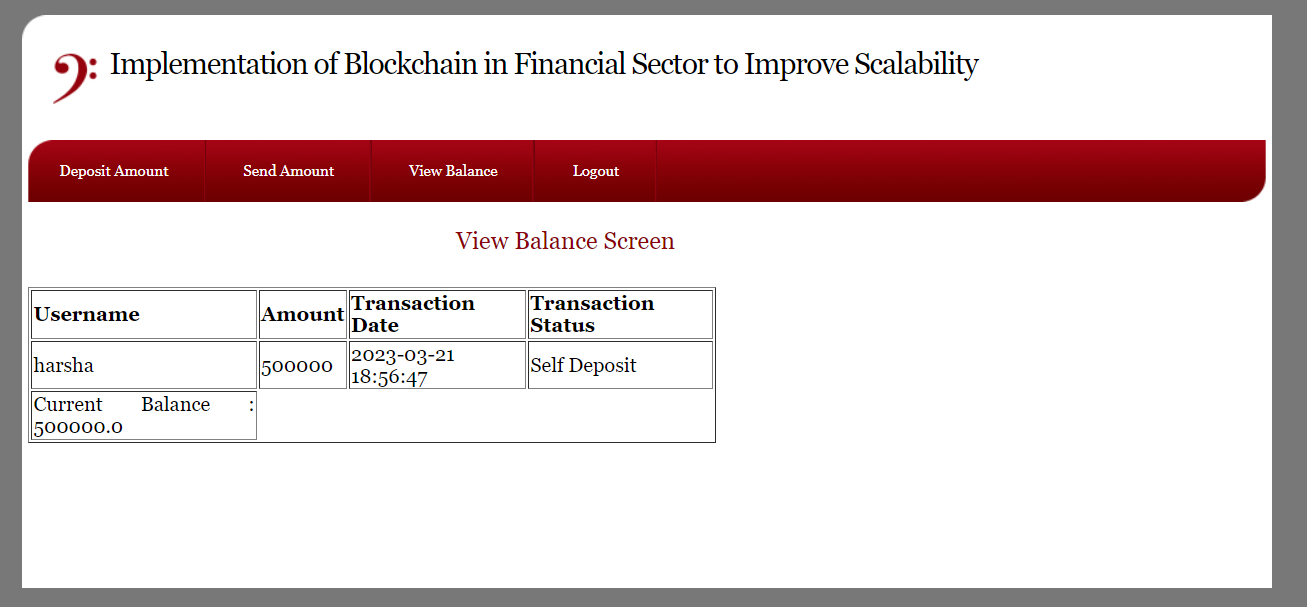 Implementation of Blockchain in Financial Sector to Improve Scalability
Deposit Amount Send Amount View Balance Logout
View Balance Screen
Username Amount Transaction Date Transaction Status
harsha 500000 2023-03-21 18:56:47 Self Deposit
Current Balance :
500000.0